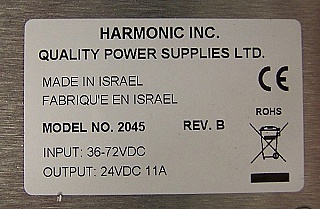 HARMONIC INC.
QUALITY POWER SUPPLIES LTD.
MADE IN ISRAEL
FABRIQU'E EN ISRAEL
CE
ROHS
MODEL NO. 2045 REV. B
INPUT: 36-72VDC
OUTPUT: 24VDC 11A